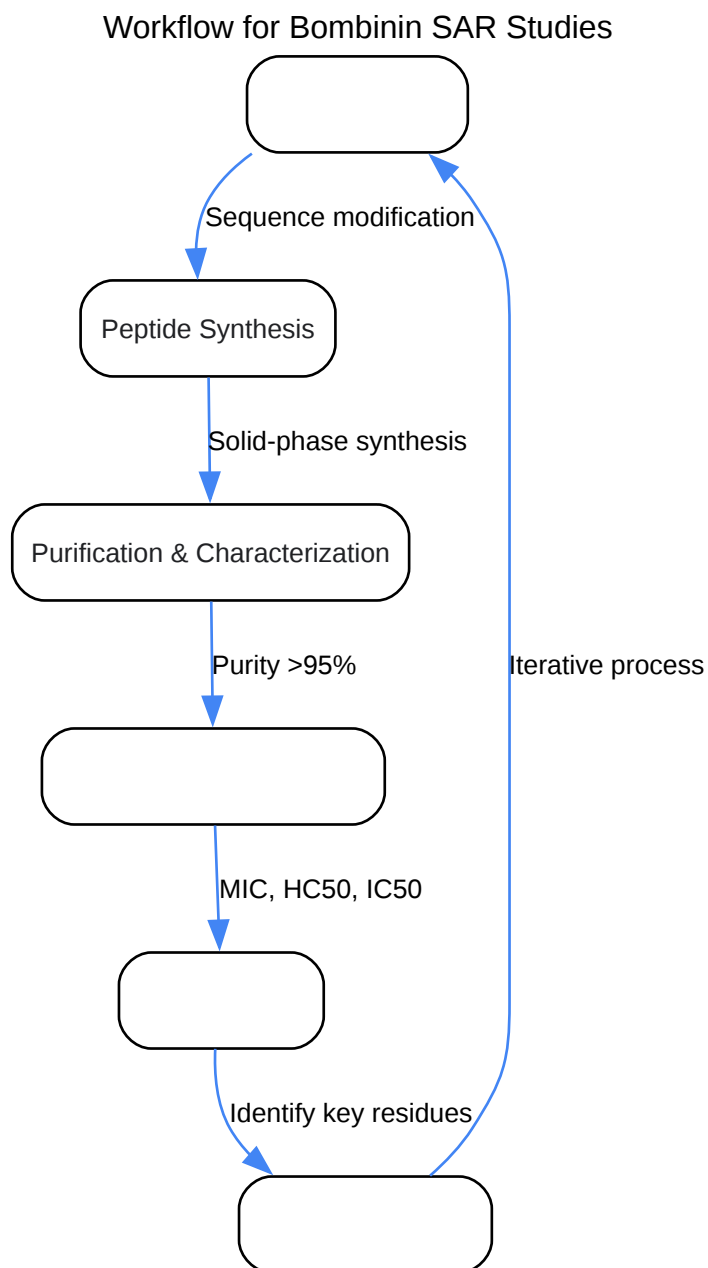 Workflow for Bombinin SAR Studies
Sequence modification
Peptide Synthesis
Solid-phase synthesis
Purification & Characterization
Purity >95%
Iterative process
MIC, HC50, IC50
Identify key residues